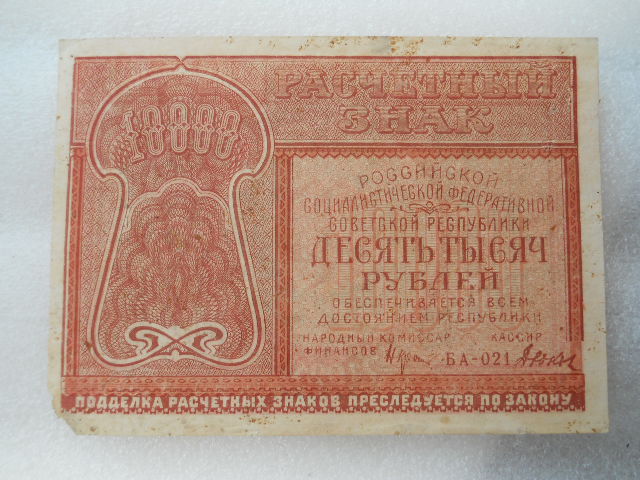 РАСЧЕТНЫЙ
ЗНАК
10000
РОССИЙСКОЙ
СОЦИАЛИСТИЧЕСКОЙ ФЕДЕРАТИВНОЙ
СОВЕТСКОЙ РЕСПУБЛИКИ
ДЕСЯТЬ ТЫСЯЧ
РУБЛЕЙ
ОБЕСПЕЧИВАЕТСЯ ВСЕМ
ДОСТОЯНИЕМ РЕСПУБЛИКИ
НАРОДНЫЙ КОМИССАР КАССИР
ФИНАНСОВ БА-021
ПОДДЕЛКА РАСЧЕТНЫХ ЗНАКОВ ПРЕСЛЕДУЕТСЯ ПО ЗАКОНУ